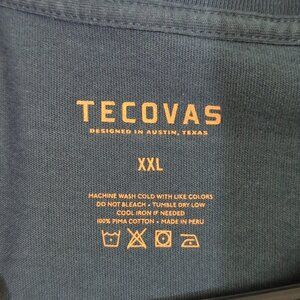 TECOVAS
DESIGNED IN AUSTIN, TEXAS
XXL
MACHINE WASH COLD WITH LIKE COLORS
DO NOT BLEACH • TUMBLE DRY LOW
COOL IRON IF NEEDED
100% PIMA COTTON • MADE IN PERU